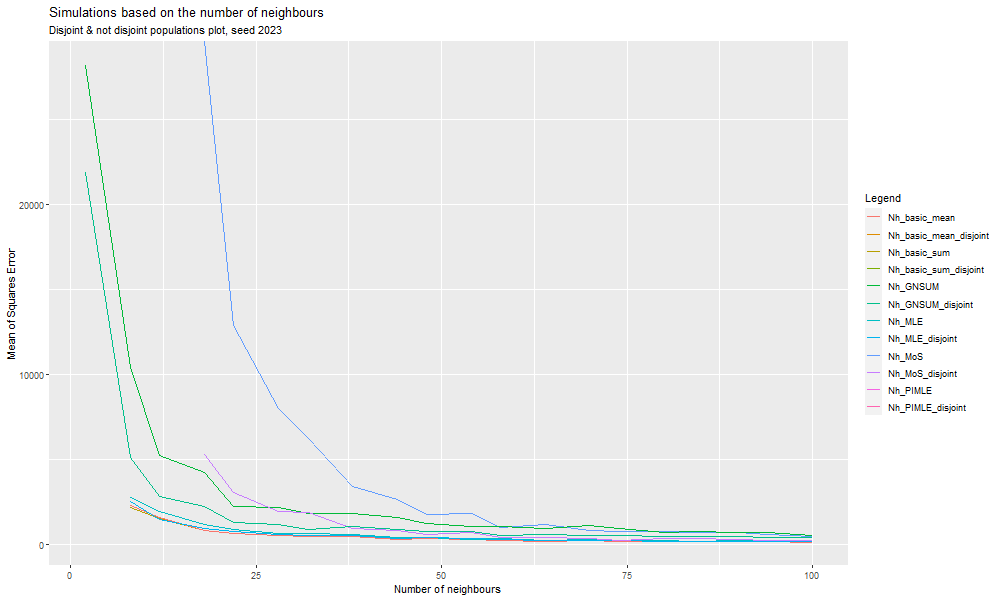 Simulations based on the number of neighbours
Disjoint & not disjoint populations plot, seed 2023
Mean of Squares Error
20000
10000
0
0
25
50
75
100
Number of neighbours
Legend
Nh_basic_mean
Nh_basic_mean_disjoint
Nh_basic_sum
Nh_basic_sum_disjoint
Nh_GNSUM
Nh_GNSUM_disjoint
Nh_MLE
Nh_MLE_disjoint
Nh_MoS
Nh_MoS_disjoint
Nh_PIMLE
Nh_PIMLE_disjoint